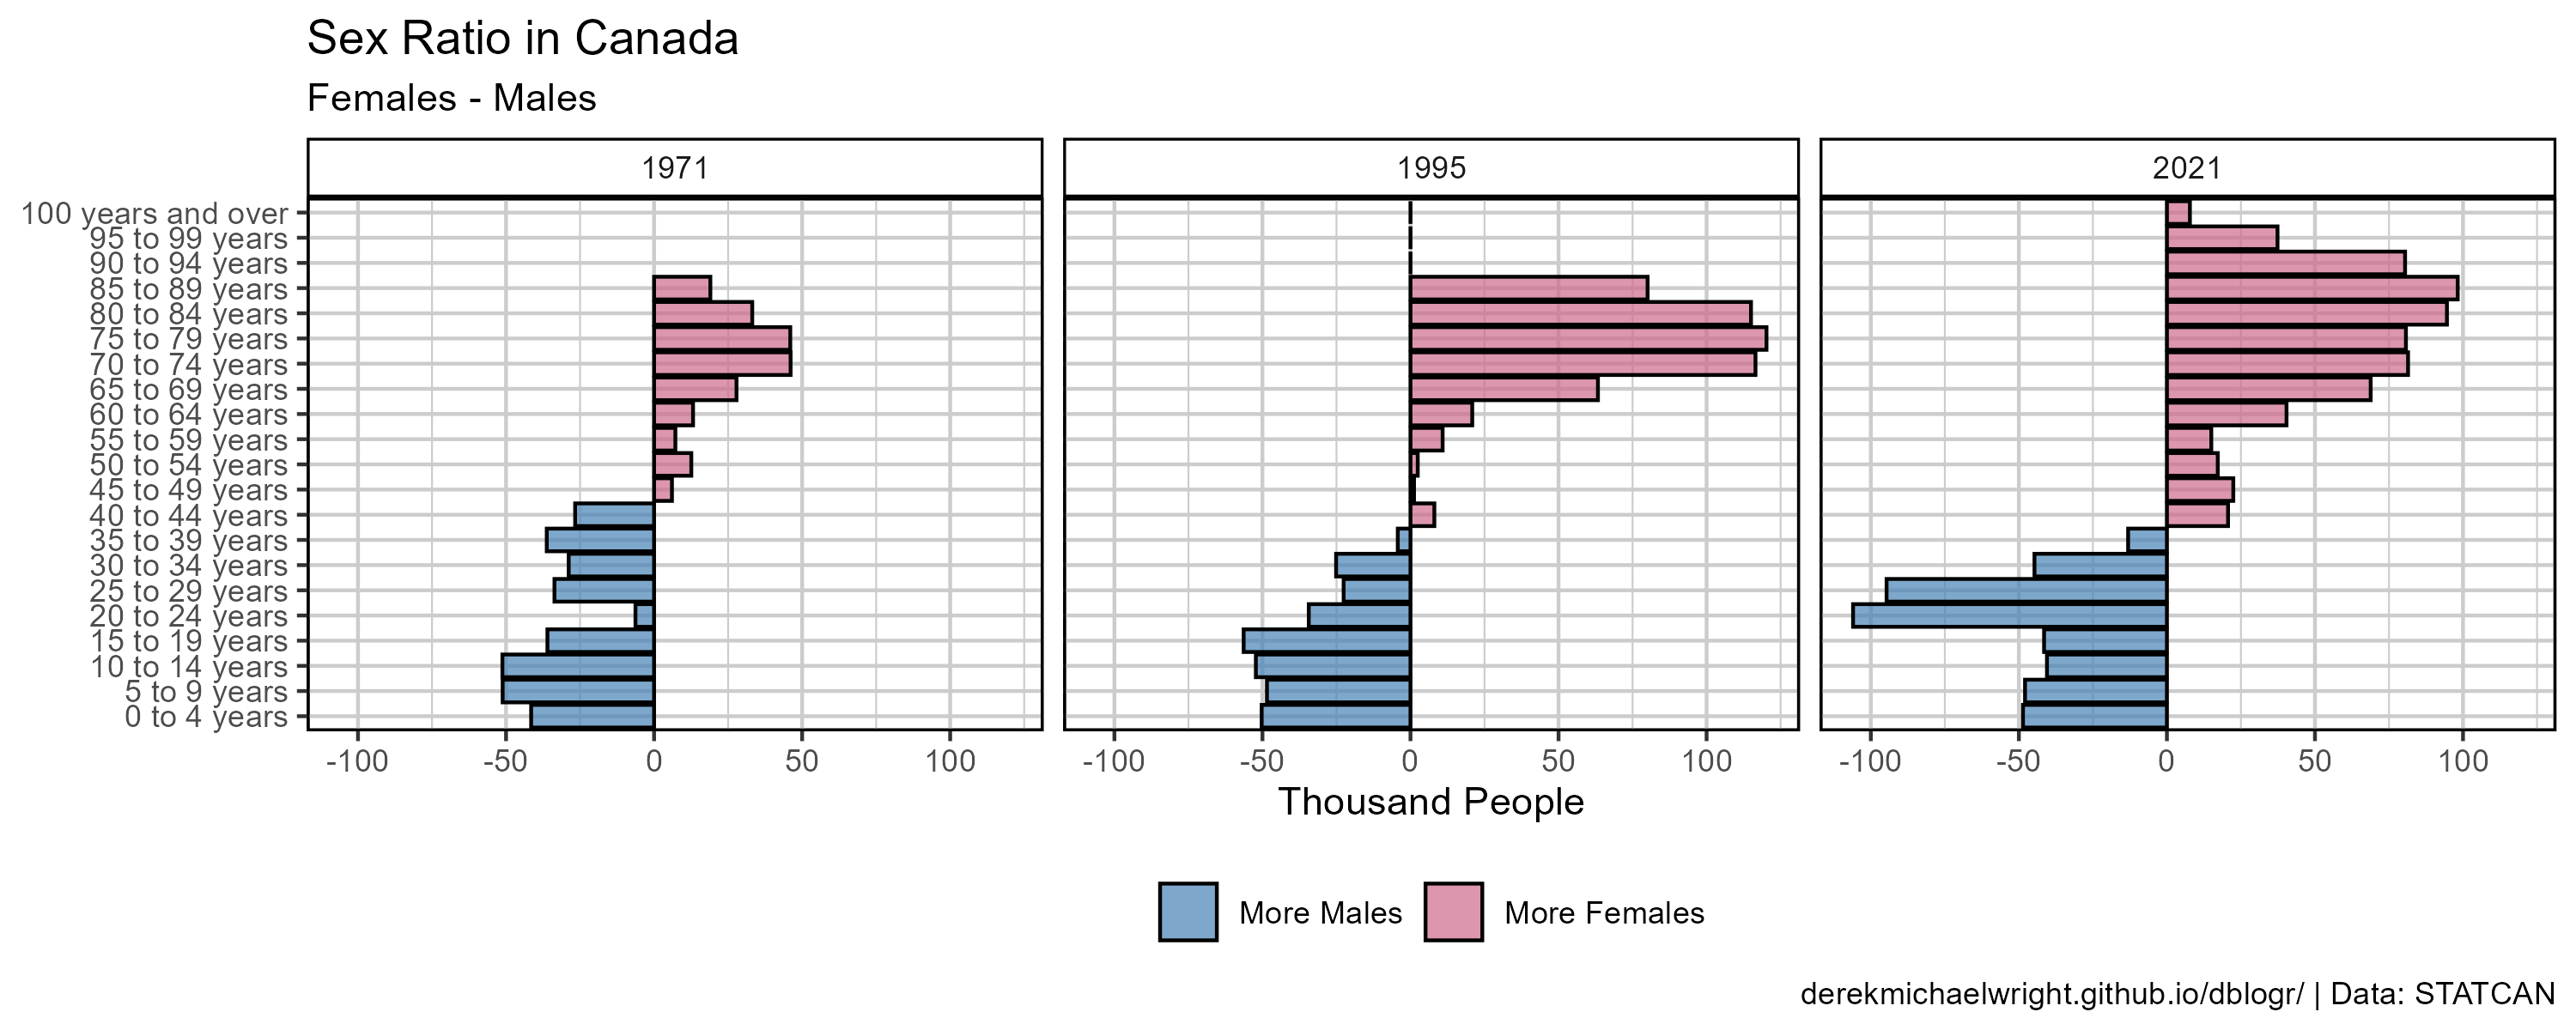 Sex Ratio in Canada
Females - Males
1971 1995 2021
100 years and over
95 to 99 years
90 to 94 years
85 to 89 years
80 to 84 years
75 to 79 years
70 to 74 years
65 to 69 years
60 to 64 years
55 to 59 years
50 to 54 years
45 to 49 years
40 to 44 years
35 to 39 years
30 to 34 years
25 to 29 years
20 to 24 years
15 to 19 years
10 to 14 years
5 to 9 years
0 to 4 years
-100 -50 0 50 100 -100 -50 0 50 100 -100 -50 0 50 100
Thousand People
More Males More Females
derekmichaelwright.github.io/dblogr/ | Data: STATCAN